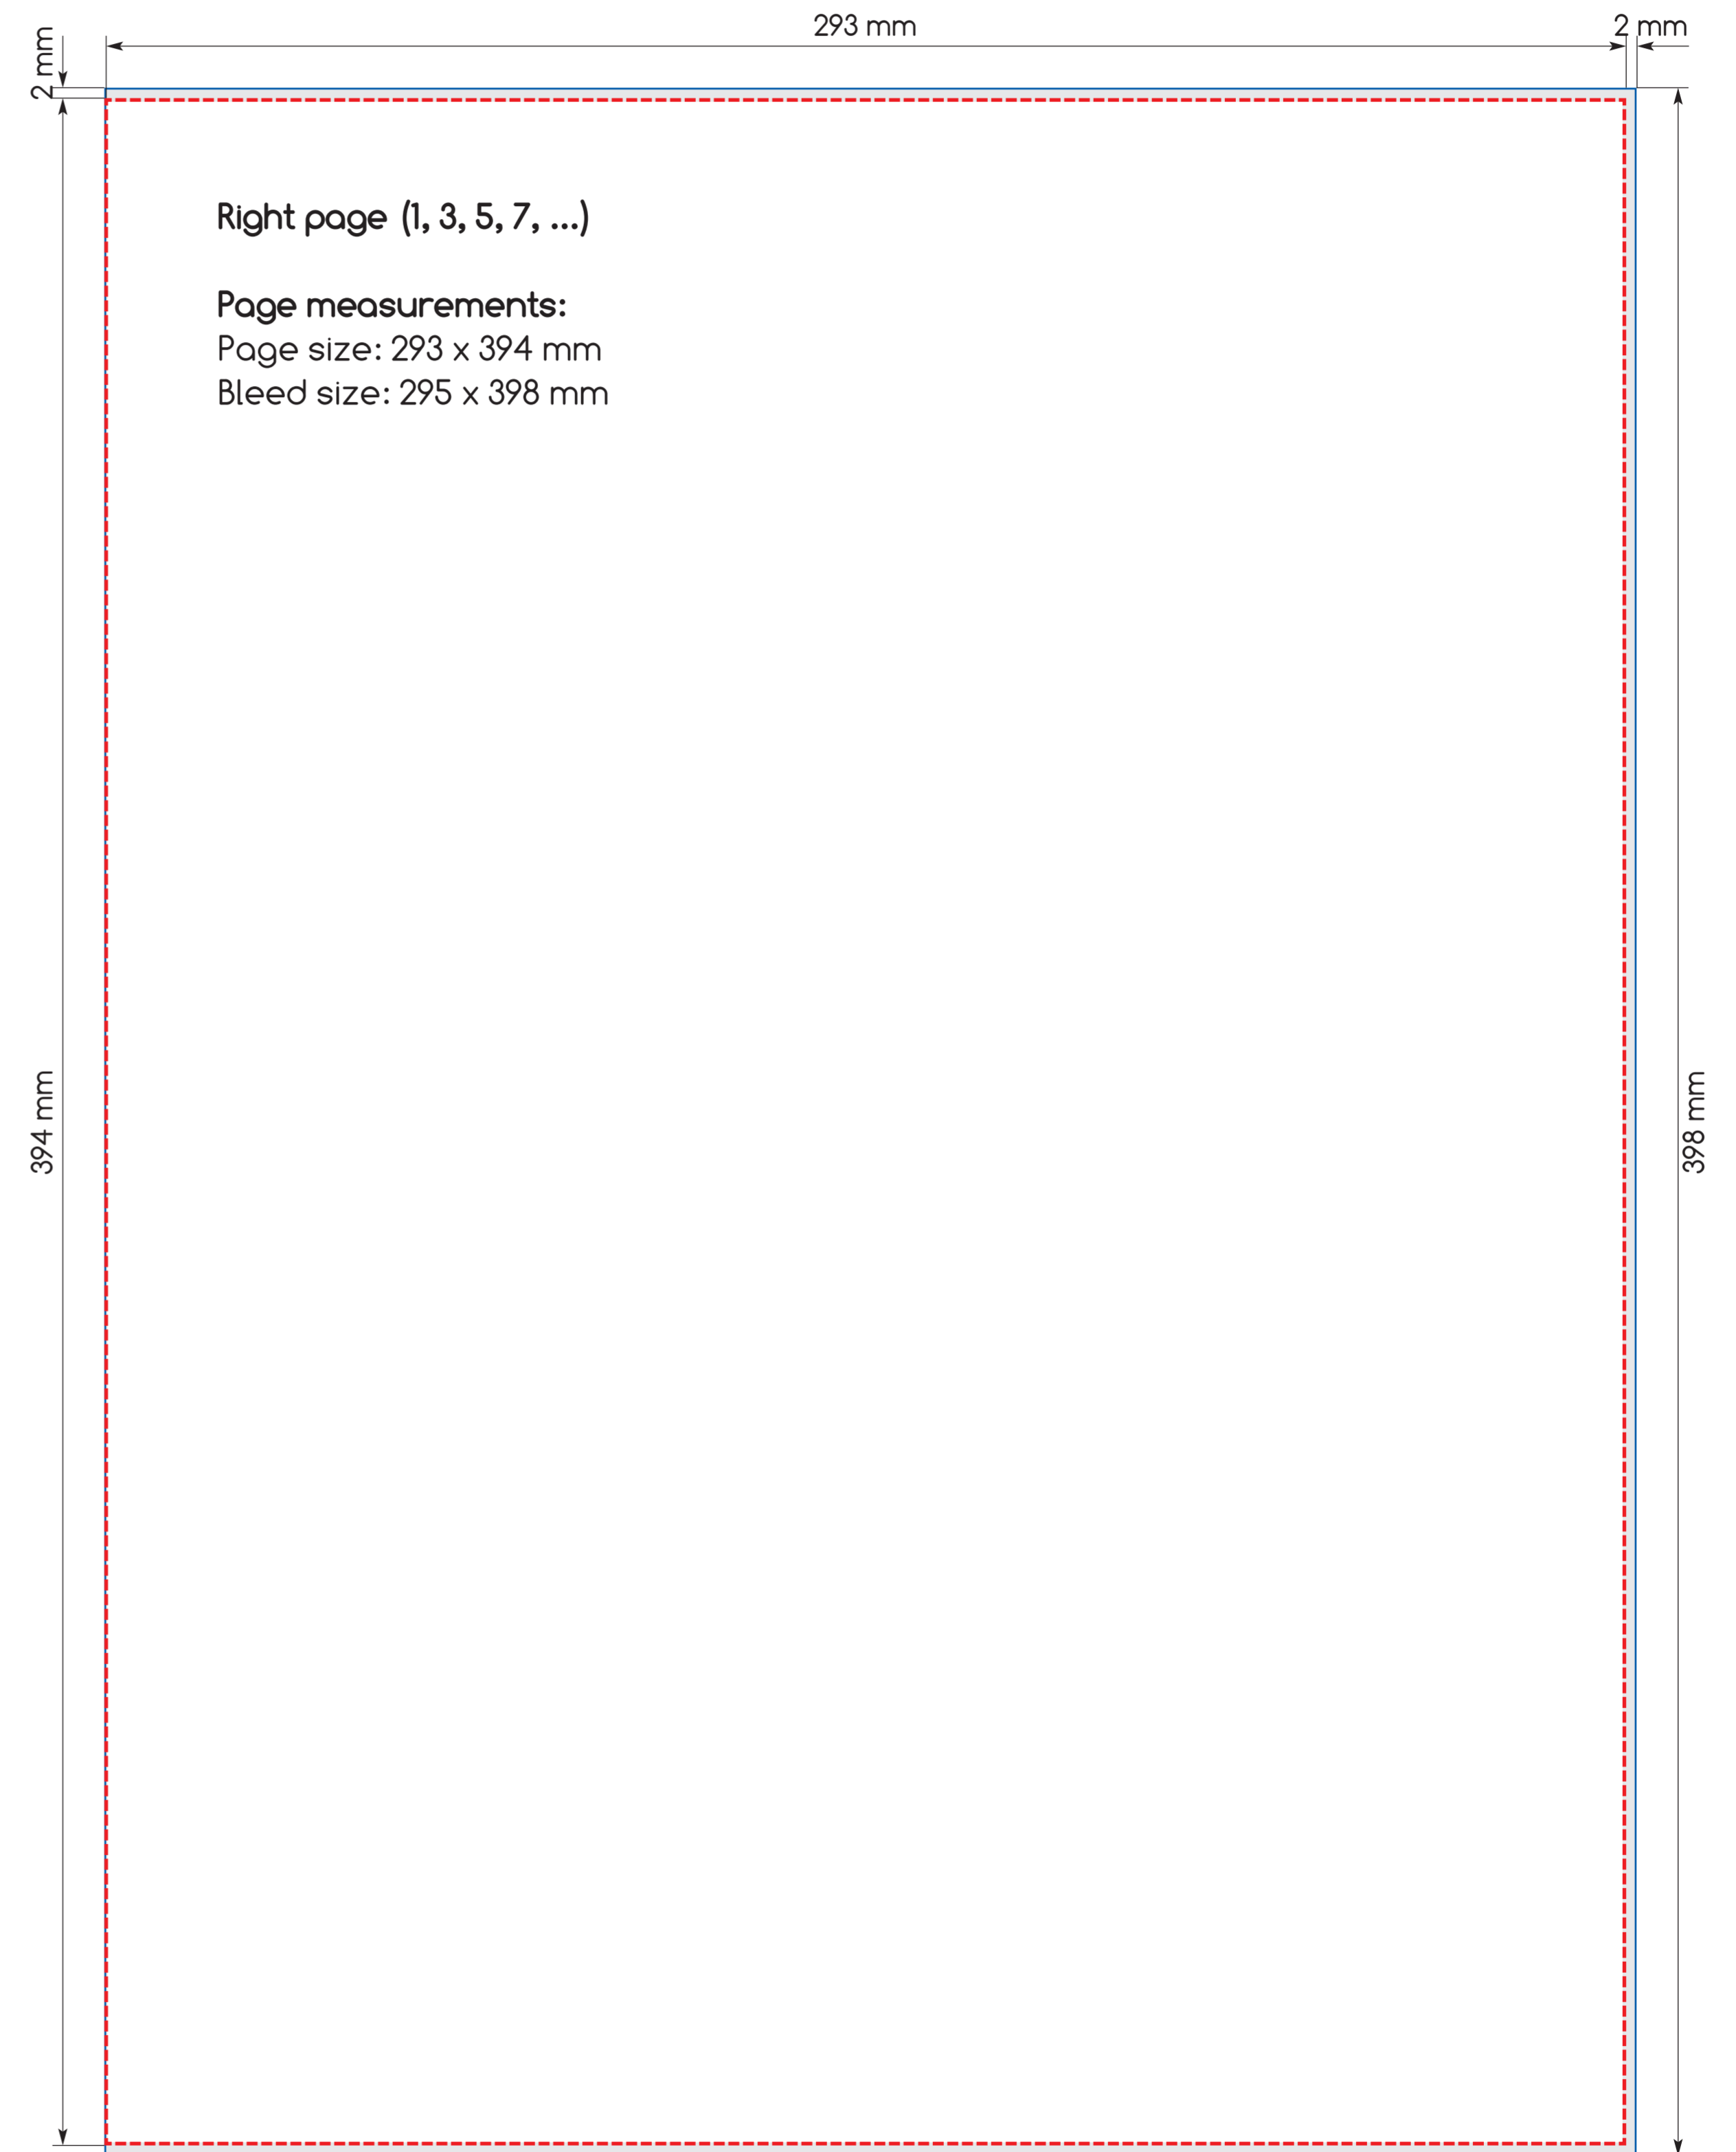 293 mm
2 mm
2 mm
Right page (1, 3, 5, 7, ...)
Page measurements:
Page size: 293 x 394 mm
Bleed size: 295 x 398 mm
394 mm
398 mm